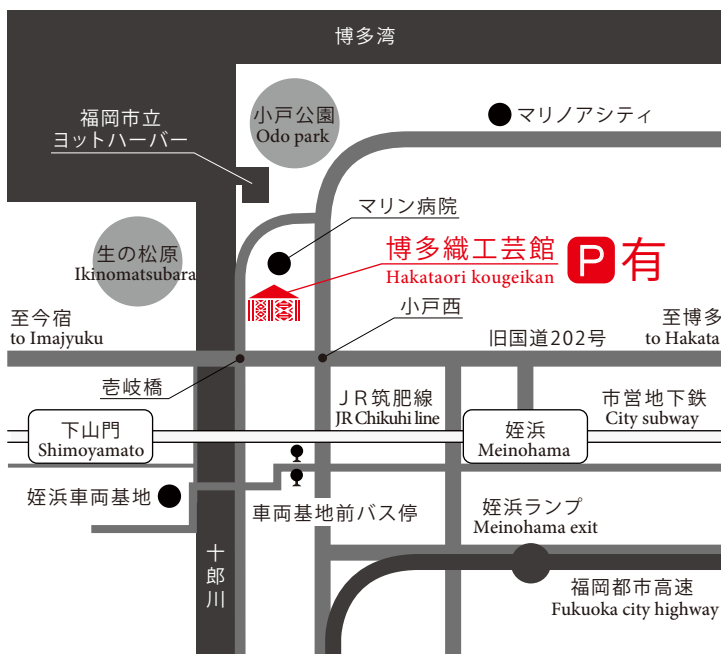 博多湾
福岡市立
ヨットハーバー
小戸公園
Odo park
マリノアシティ
マリン病院
生の松原
Ikinomatsubara
博多織工芸館
Hakataori kougeikan
P 有
小戸西
至今宿
to Imajyuku
旧国道202号
至博多
to Hakata
壱岐橋
JR筑肥線
JR Chikuhi line
市営地下鉄
City subway
下山門
Shimoyamato
姪浜
Meinohama
姪浜車両基地
車両基地前バス停
姪浜ランプ
Meinohama exit
十郎川
福岡都市高速
Fukuoka city highway